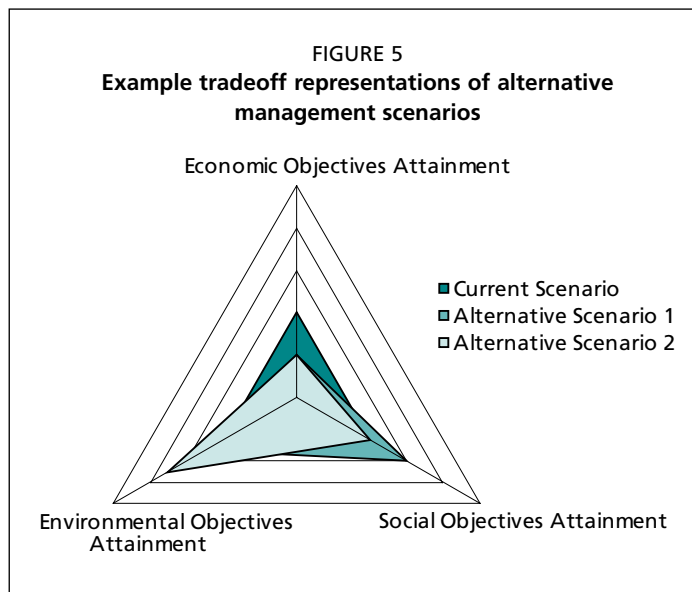 FIGURE 5
Example tradeoff representations of alternative
management scenarios
Economic Objectives Attainment
Current Scenario
Alternative Scenario 1
Alternative Scenario 2
Environmental Objectives
Attainment
Social Objectives Attainment